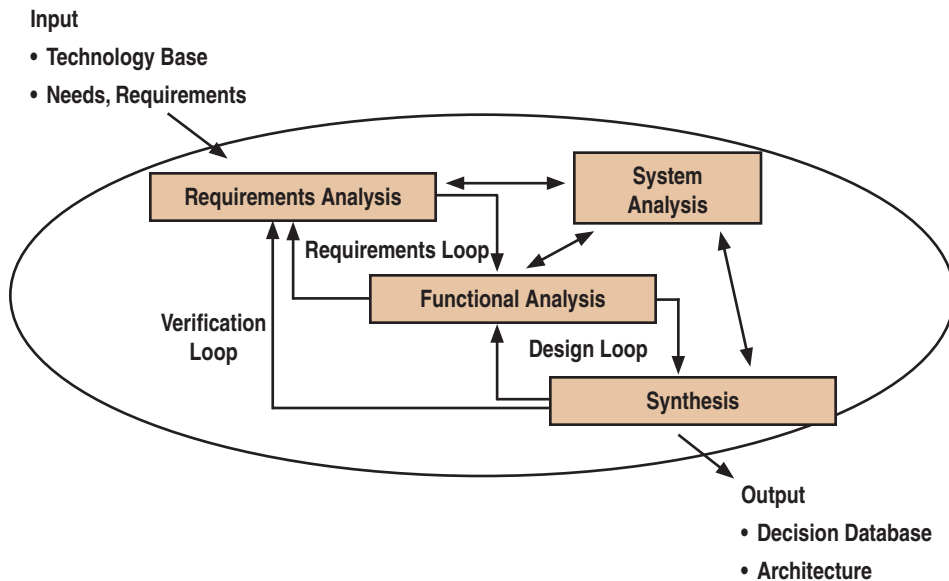 Input
• Technology Base
• Needs, Requirements
Requirements Analysis
System
Analysis
Requirements Loop
Functional Analysis
Verification
Loop
Design Loop
Synthesis
Output
• Decision Database
• Architecture